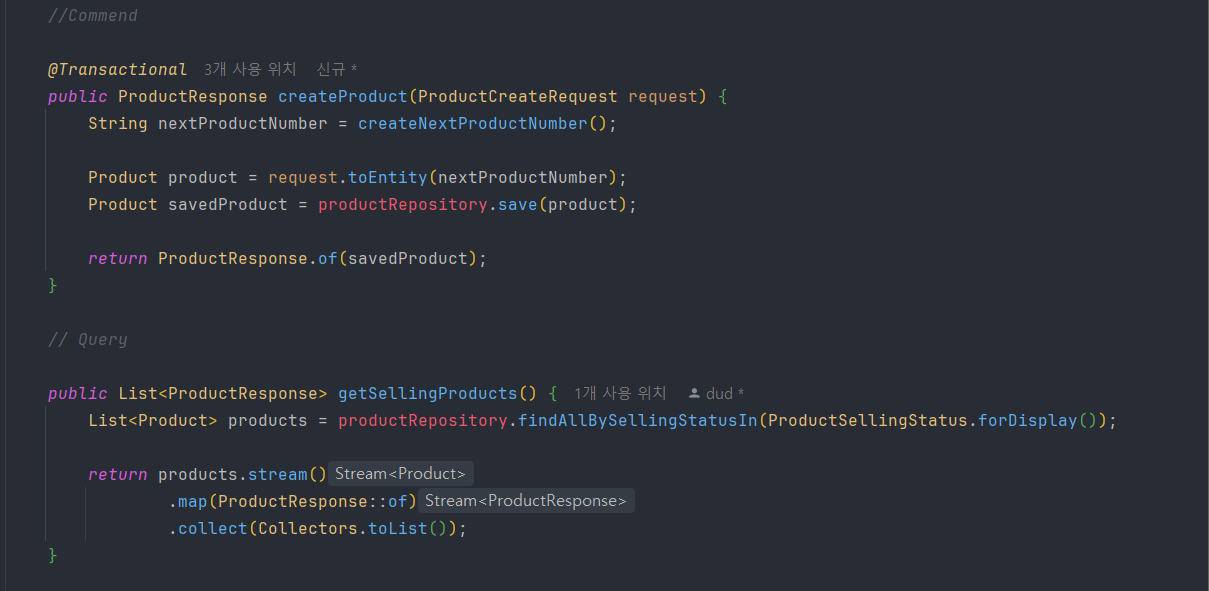 //Commend
@Transactional 3개 사용 위치 신규 *
public ProductResponse createProduct(ProductCreateRequest request) {
String nextProductNumber = createNextProductNumber();
Product product = request.toEntity(nextProductNumber);
Product savedProduct = productRepository.save(product);
return ProductResponse.of(savedProduct);
}
// Query
public List<ProductResponse> getSellingProducts() { 1개 사용 위치 dud *
List<Product> products = productRepository.findAllBySellingStatusIn(ProductSellingStatus.forDisplay());
return products.stream() Stream<Product>
.map(ProductResponse::of) Stream<ProductResponse>
.collect(Collectors.toList());
}